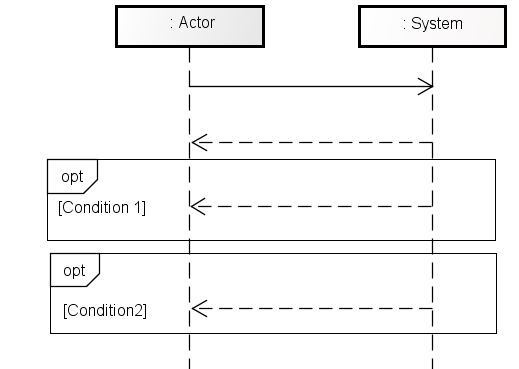 : Actor
: System
opt
[Condition 1]
opt
[Condition2]